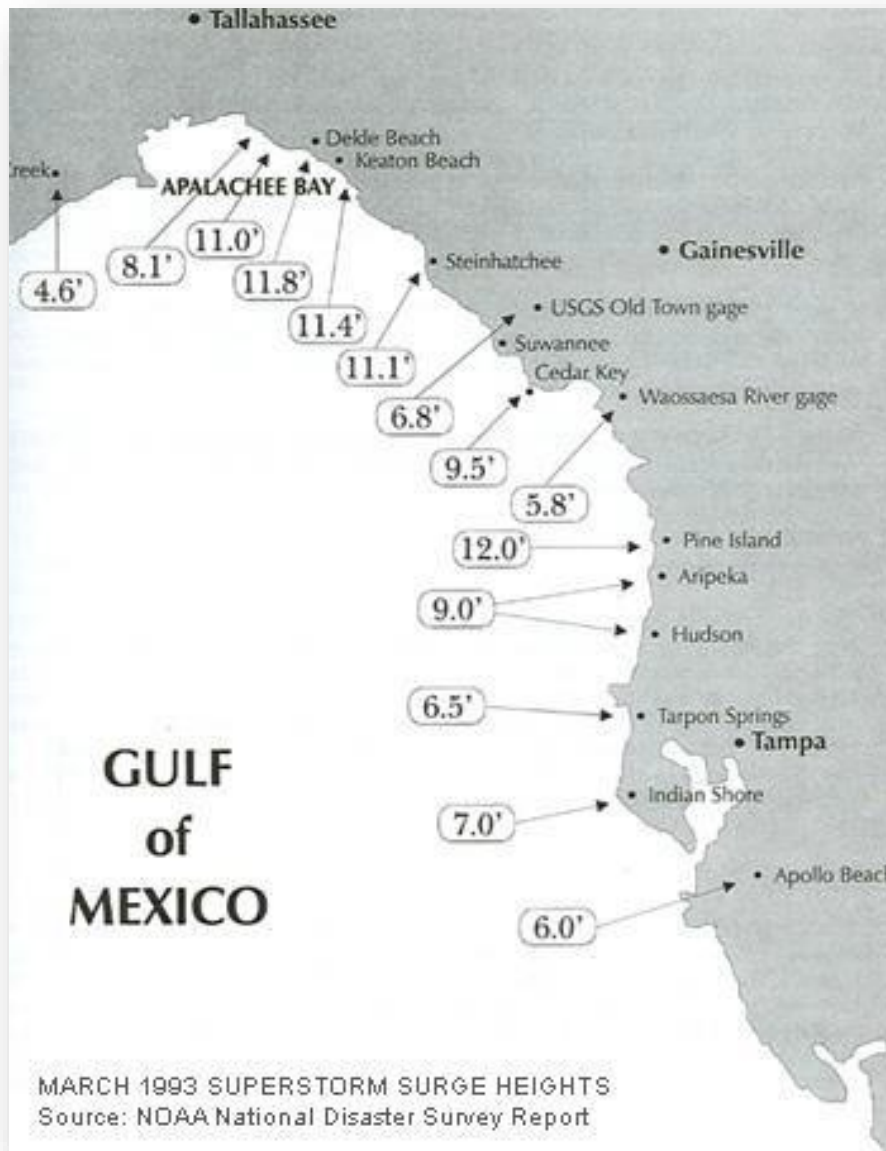 Tallahassee
Dekle Beach
Keaton Beach
Creek
APALACHEE BAY
11.0'
8.1'
4.6'
11.8'
11.4'
Steinhatchee
Gainesville
USGS Old Town gage
11.1'
Suwannee
Cedar Key
6.8'
Waossaesa River gage
9.5'
5.8'
12.0'
Pine Island
Aripeka
9.0'
Hudson
6.5'
Tarpon Springs
Tampa
GULF
of
MEXICO
Indian Shore
7.0'
Apollo Beach
6.0'
MARCH 1993 SUPERSTORM SURGE HEIGHTS
Source: NOAA National Disaster Survey Report